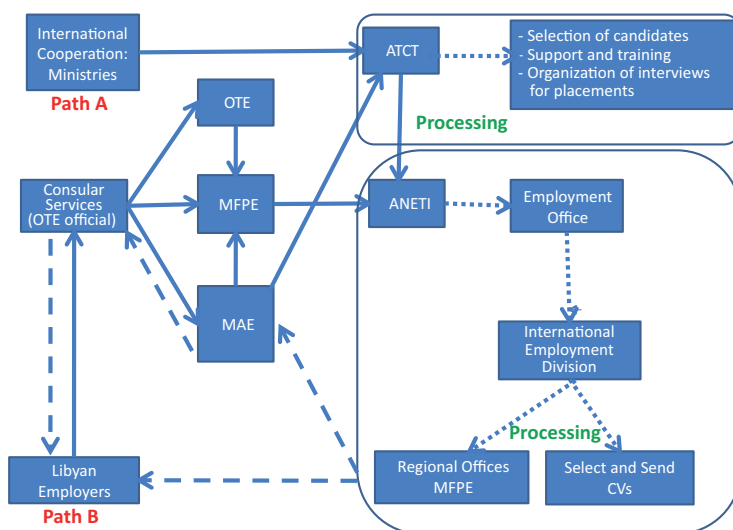 International
Cooperation:
Ministries
Path A
ATCT
- Selection of candidates
- Support and training
- Organization of interviews
for placements
Processing
OTE
Consular
Services
(OTE official)
MFPE
ANETI
Employment
Office
MAE
International
Employment
Division
Processing
Libyan
Employers
Path B
Regional Offices
MFPE
Select and Send
CVs